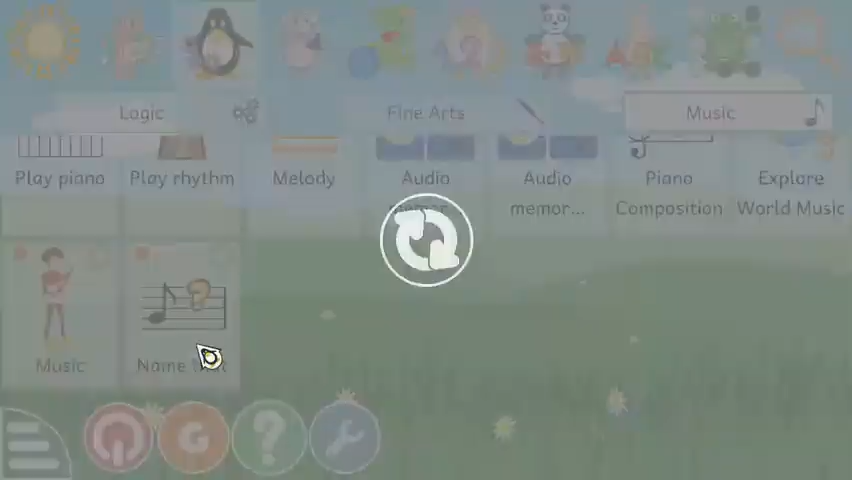 Logic
Fine Arts
Music
Play piano
Play rhythm
Melody
Audio
Audio
memor...
Piano
Composition
Explore
World Music
Music
Name
G
?